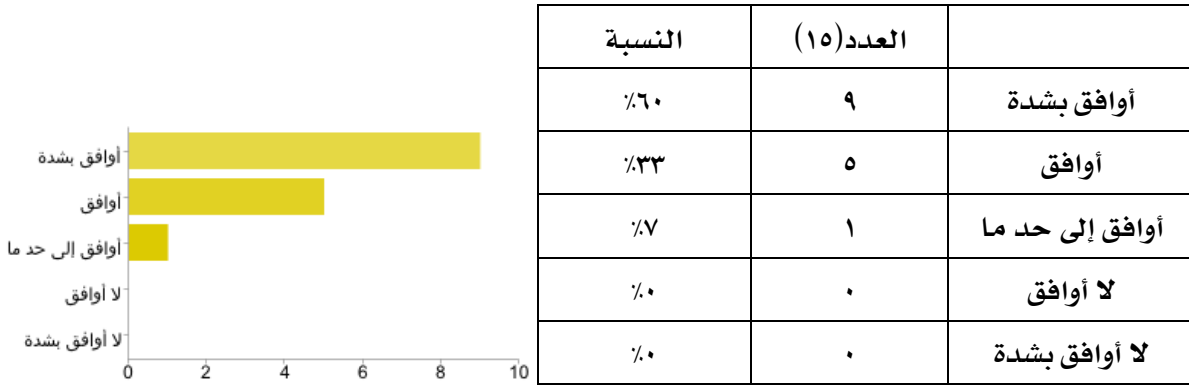 العدد(١٥) النسبة
أوافق بشدة ٩ ٦٠٪
أوافق ٥ ٣٣٪
أوافق إلى حد ما ١ ٧٪
لا أوافق ٠ ٠٪
لا أوافق بشدة ٠ ٠٪
أوافق بشدة
أوافق
أوافق إلى حد ما
لا أوافق
لا أوافق بشدة
0 2 4 6 8 10